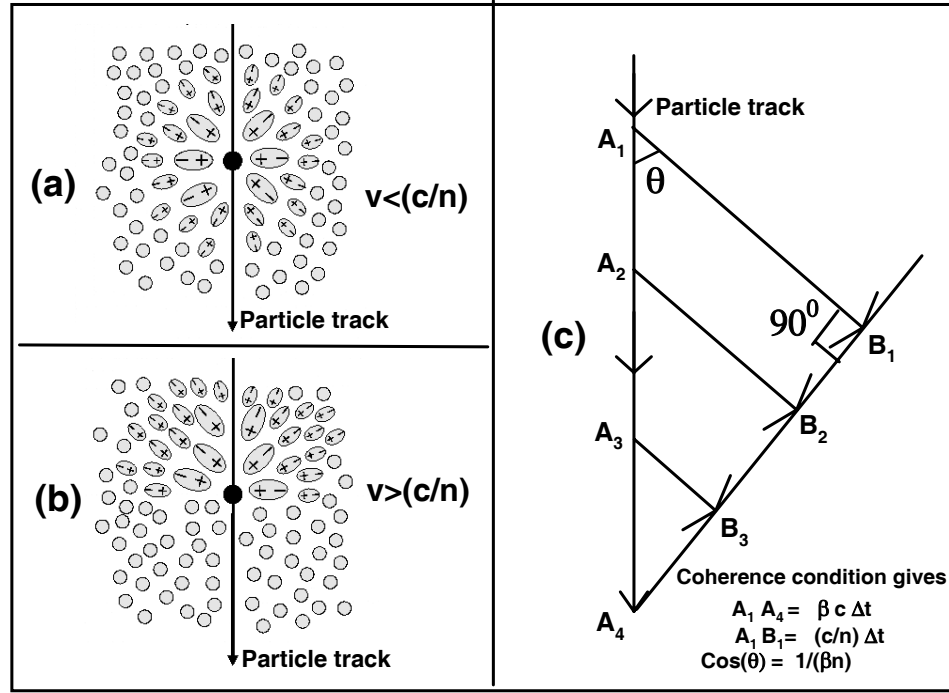 (a)
v<(c/n)
Particle track
(b)
v>(c/n)
Particle track
(c)
Particle track
A₁
θ
A₂
90⁰
B₁
B₂
A₃
B₃
A₄
Coherence condition gives
A₁ A₄ = β c Δt
A₁ B₁= (c/n) Δt
Cos(θ) = 1/(βn)